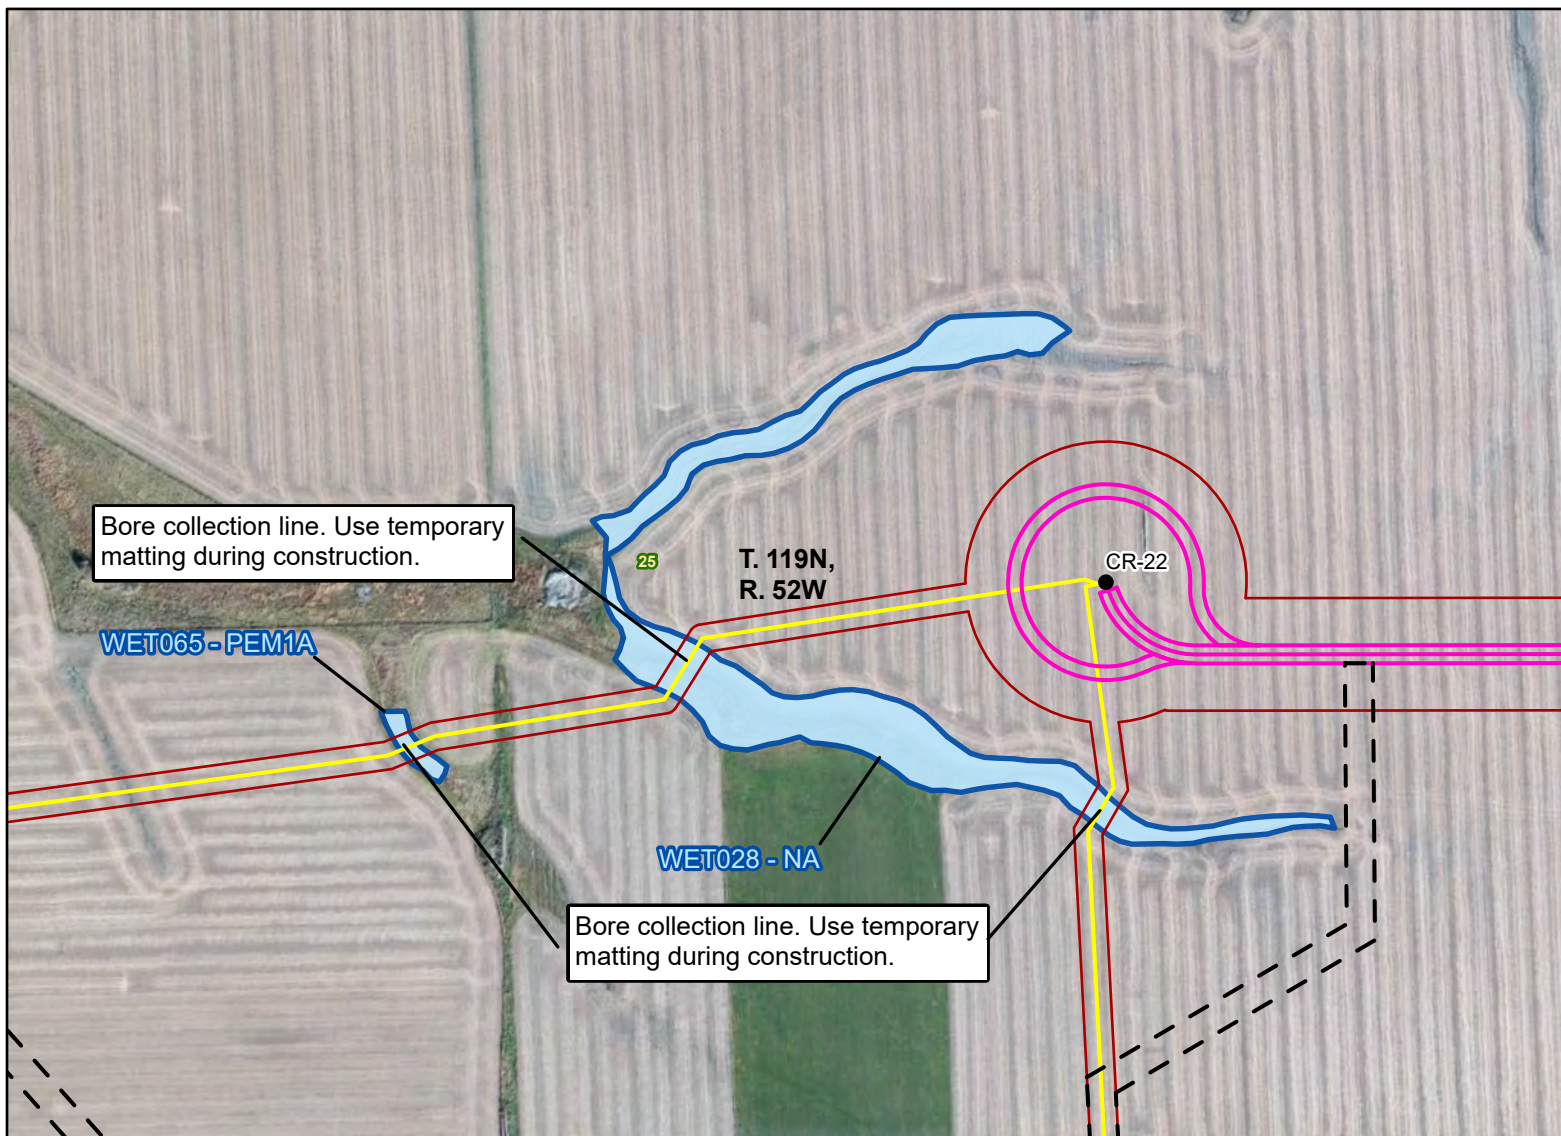 Bore collection line. Use temporary
matting during construction.
25
T. 119N,
R. 52W
CR-22
WET065 - PEM1A
WET028 - NA
Bore collection line. Use temporary
matting during construction.